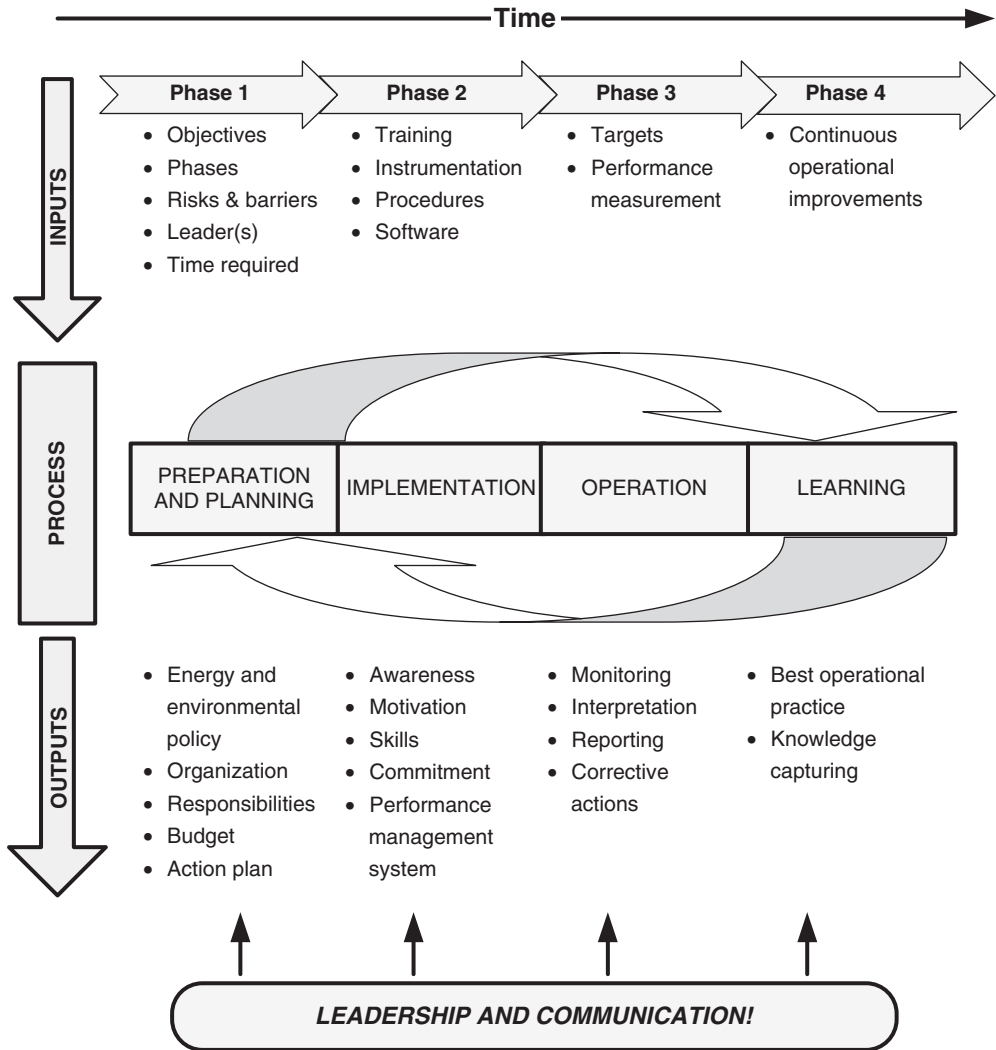 Time
Phase 1
Phase 2
Phase 3
Phase 4
INPUTS
• Objectives
• Phases
• Risks & barriers
• Leader(s)
• Time required
• Training
• Instrumentation
• Procedures
• Software
• Targets
• Performance
measurement
• Continuous
operational
improvements
PROCESS
PREPARATION
AND PLANNING
IMPLEMENTATION
OPERATION
LEARNING
OUTPUTS
• Energy and
environmental
policy
• Organization
• Responsibilities
• Budget
• Action plan
• Awareness
• Motivation
• Skills
• Commitment
• Performance
management
system
• Monitoring
• Interpretation
• Reporting
• Corrective
actions
• Best operational
practice
• Knowledge
capturing
LEADERSHIP AND COMMUNICATION!